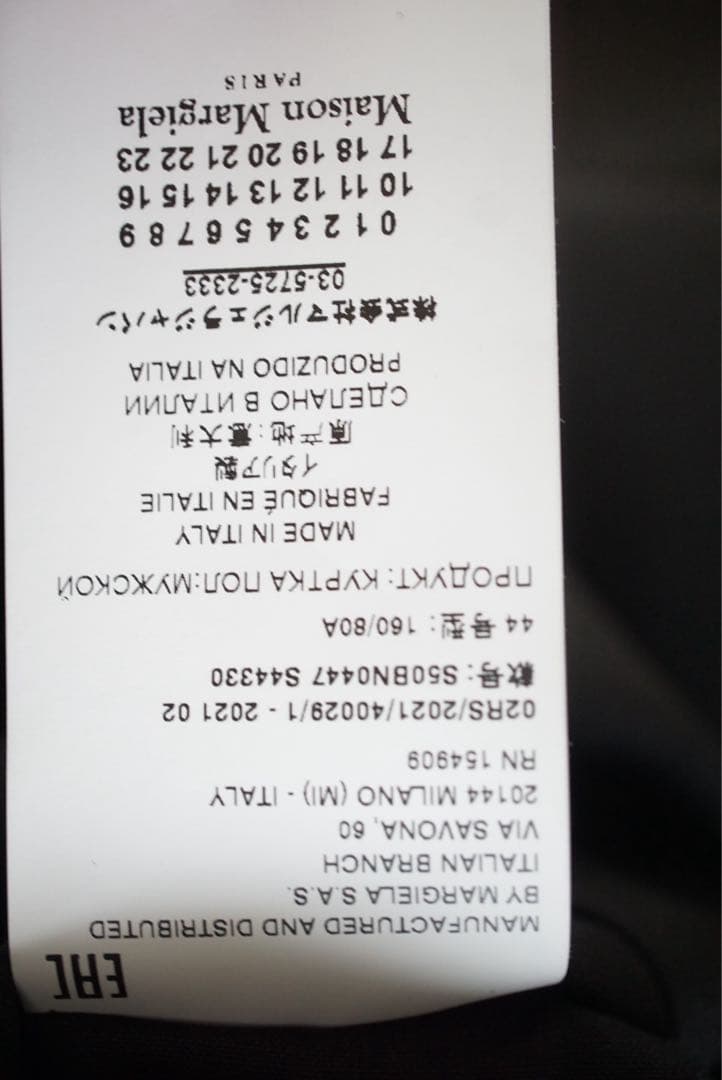 EAC
MANUFACTURED AND DISTRIBUTED
BY MARGIELA S.A.S.
ITALIAN BRANCH
VIA SAVONA, 60
20144 MILANO (MI) - ITALY
RN 154909
02RS/2021/40029/1 - 2021 02
款号: S50BN0447 S44330
44 号型: 160/80A
ПРОДУКТ: КУРТКА ПОЛ:МУЖСКОЙ
MADE IN ITALY
FABRIQUÉ EN ITALIE
イタリア製
原产地:意大利
СДЕЛАНО В ИТАЛИИ
PRODUZIDO NA ITALIA
株式会社マルジェラジャパン
03-5725-2333
0 1 2 3 4 5 6 7 8 9
10 11 12 13 14 15 16
17 18 19 20 21 22 23
Maison Margiela
PARIS